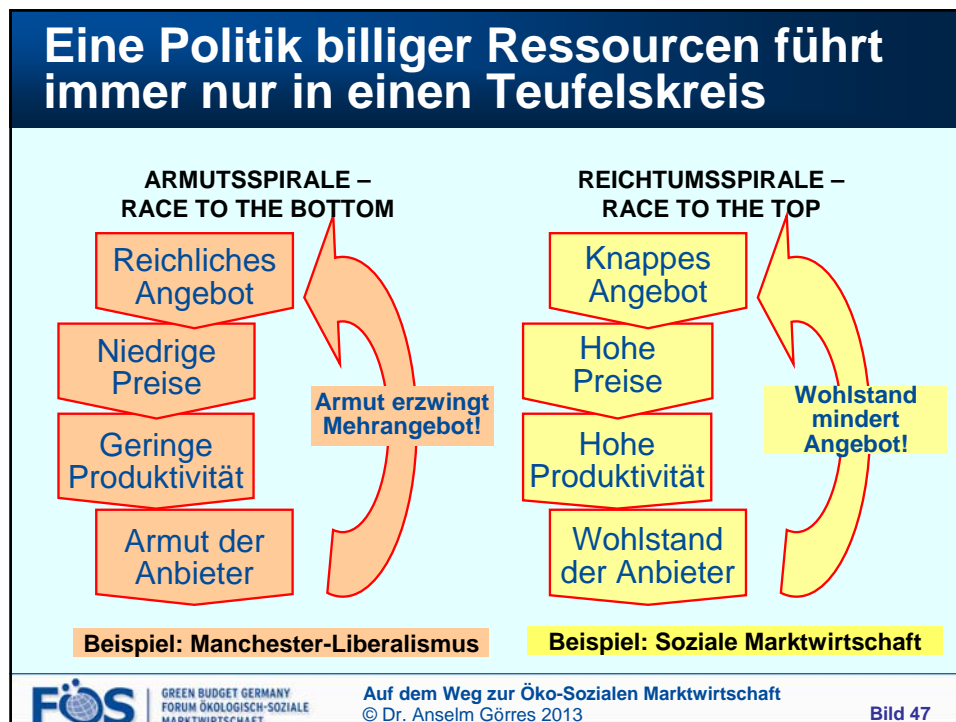 Eine Politik billiger Ressourcen führt
immer nur in einen Teufelskreis
ARMUTSSPIRALE –
RACE TO THE BOTTOM
Reichliches
Angebot
Niedrige
Preise
Geringe
Produktivität
Armut der
Anbieter
Armut erzwingt
Mehrangebot!
Beispiel: Manchester-Liberalismus
REICHTUMSSPIRALE –
RACE TO THE TOP
Knappes
Angebot
Hohe
Preise
Hohe
Produktivität
Wohlstand
der Anbieter
Wohlstand
mindert
Angebot!
Beispiel: Soziale Marktwirtschaft
FÖS
GREEN BUDGET GERMANY
FORUM ÖKOLOGISCH-SOZIALE
MARKTWIRTSCHAFT
Auf dem Weg zur Öko-Sozialen Marktwirtschaft
© Dr. Anselm Görres 2013
Bild 47